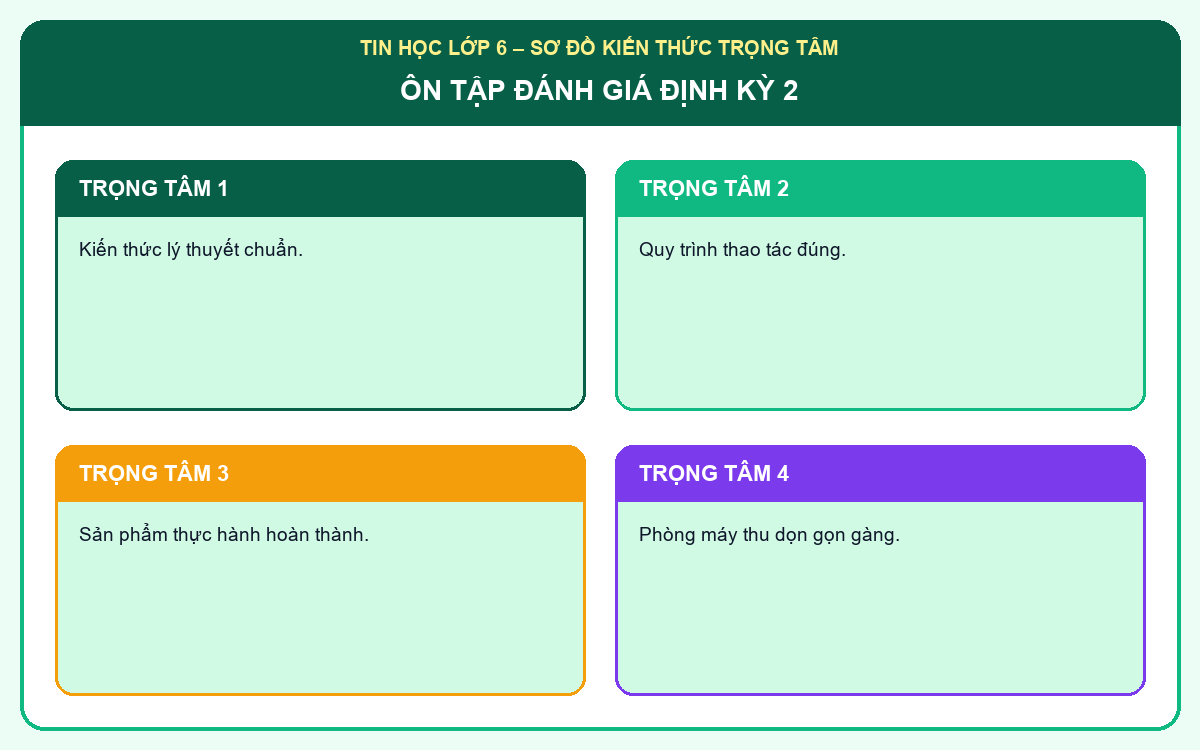 TIN HỌC LỚP 6 – SƠ ĐỒ KIẾN THỨC TRỌNG TÂM
ÔN TẬP ĐÁNH GIÁ ĐỊNH KỲ 2
TRỌNG TÂM 1
Kiến thức lý thuyết chuẩn.
TRỌNG TÂM 2
Quy trình thao tác đúng.
TRỌNG TÂM 3
Sản phẩm thực hành hoàn thành.
TRỌNG TÂM 4
Phòng máy thu dọn gọn gàng.